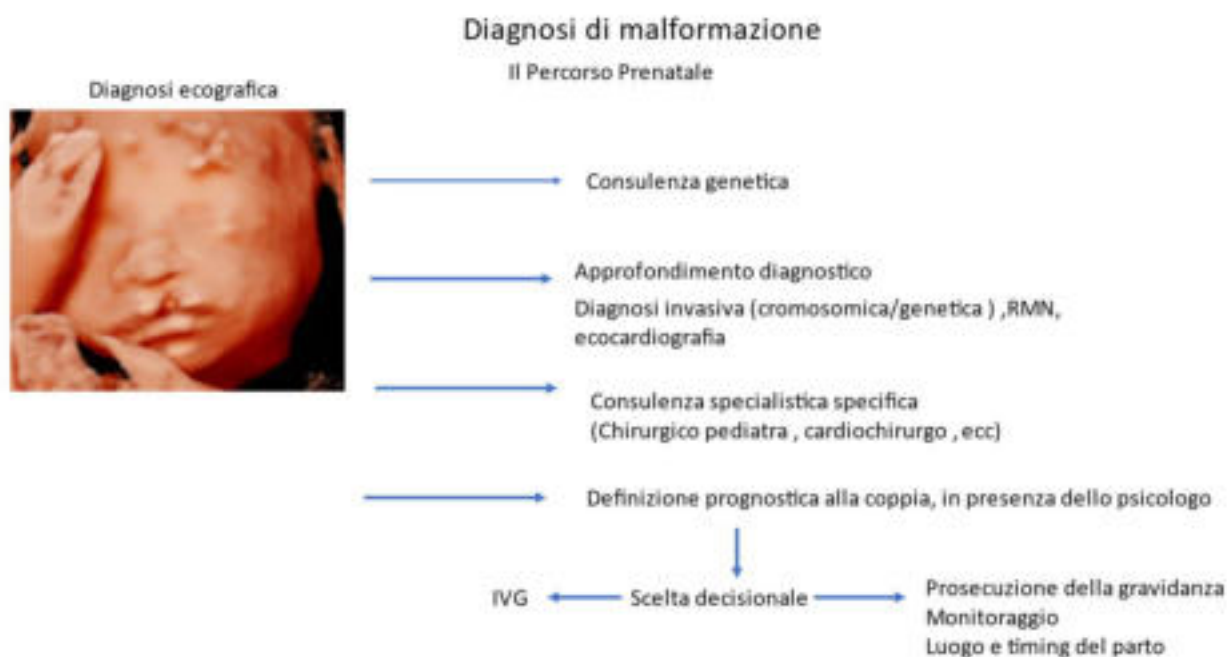 Diagnosi di malformazione
Il Percorso Prenatale
Diagnosi ecografica
Consulenza genetica
Approfondimento diagnostico
Diagnosi invasiva (cromosomica/genetica ) ,RMN,
ecocardiografia
Consulenza specialistica specifica
(Chirurgico pediatra , cardiochirurgo , ecc)
Definizione prognostica alla coppia, in presenza dello psicologo
IVG
Scelta decisionale
Prosecuzione della gravidanza
Monitoraggio
Luogo e timing del parto